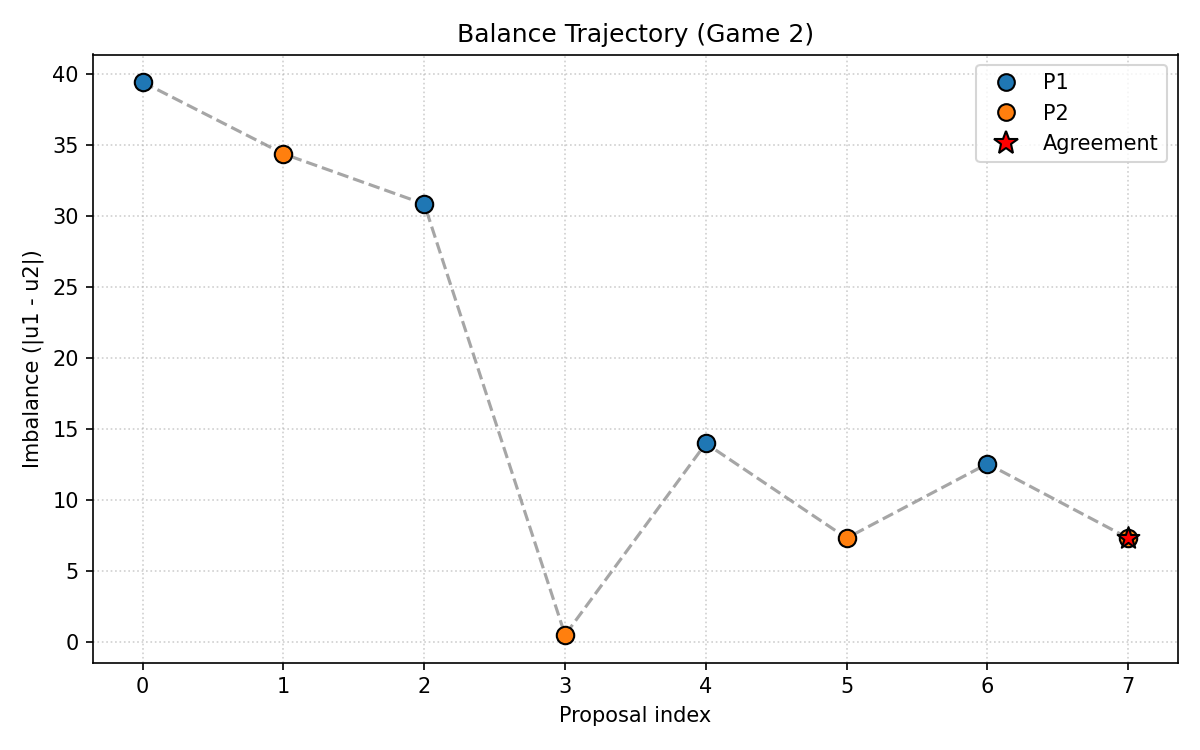 Balance Trajectory (Game 2)
P1
P2
Agreement
Imbalance (|u1 - u2|)
40
35
30
25
20
15
10
5
0
0 1 2 3 4 5 6 7
Proposal index